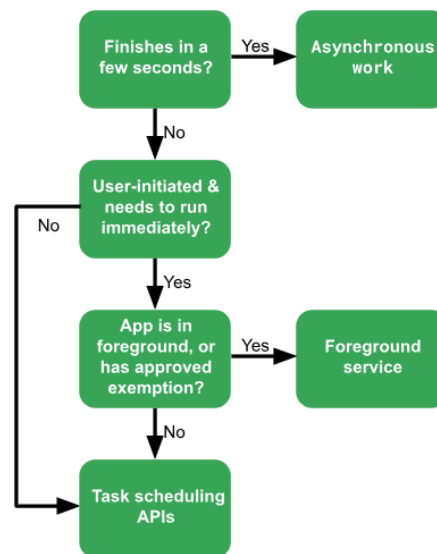 Finishes in a
few seconds?
Yes
Asynchronous
work
No
User-initiated &
needs to run
immediately?
No
Yes
App is in
foreground, or
has approved
exemption?
Yes
Foreground
service
No
Task scheduling
APIs